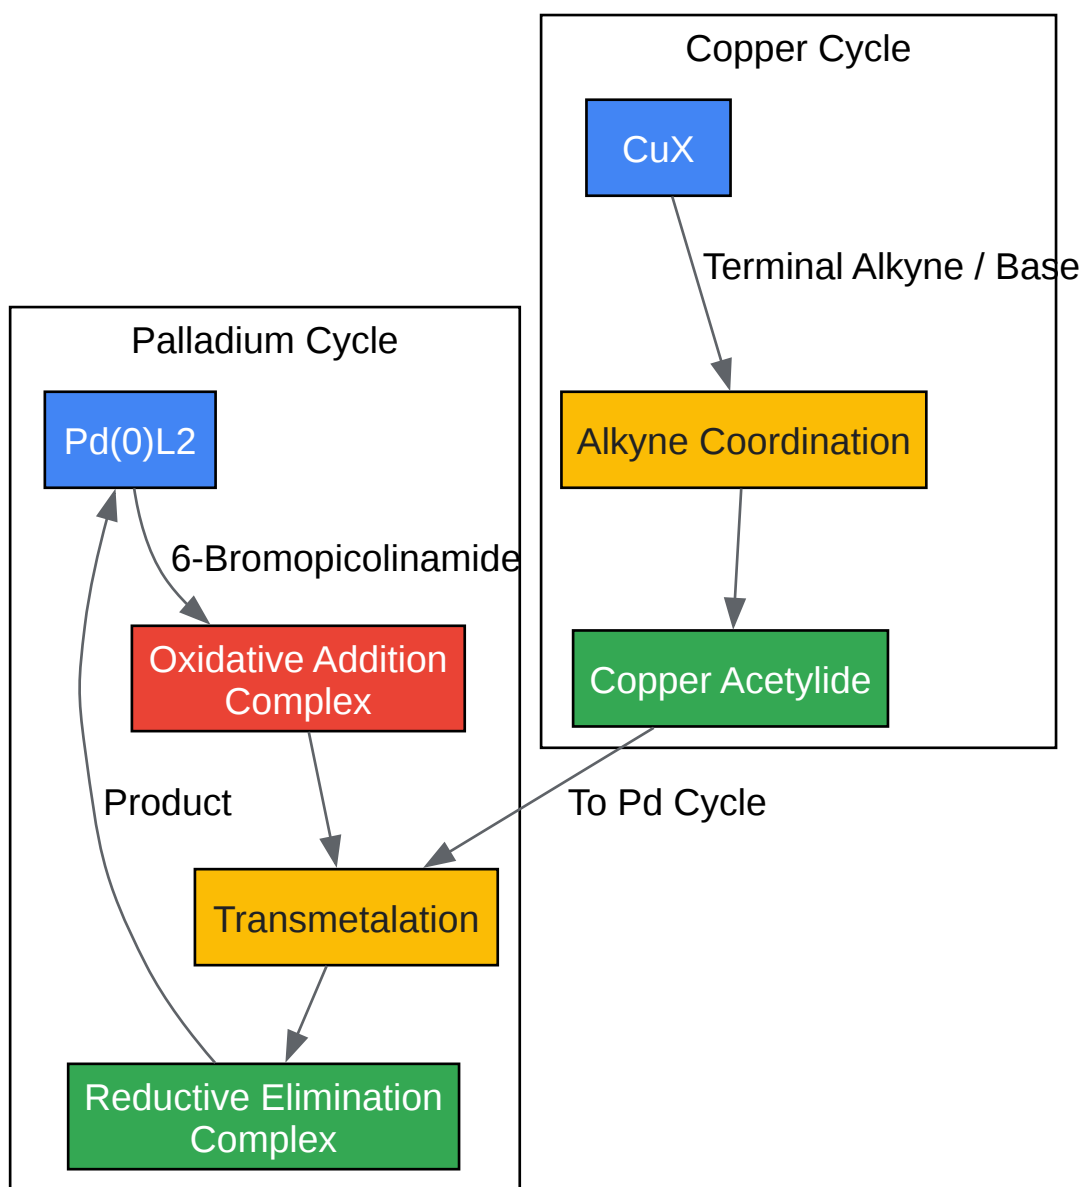 Copper Cycle
CuX
Terminal Alkyne / Base
Palladium Cycle
Pd(0)L2
Alkyne Coordination
6-Bromopicolinamide
Oxidative Addition
Complex
Copper Acetylide
Product
To Pd Cycle
Transmetalation
Reductive Elimination
Complex